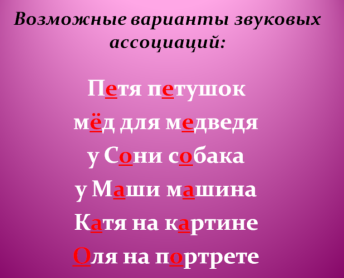 Возможные варианты звуковых
ассоциаций:
Петя петушок
мёд для медведя
у Сони собака
у Маши машина
Катя на картине
Оля на портрете